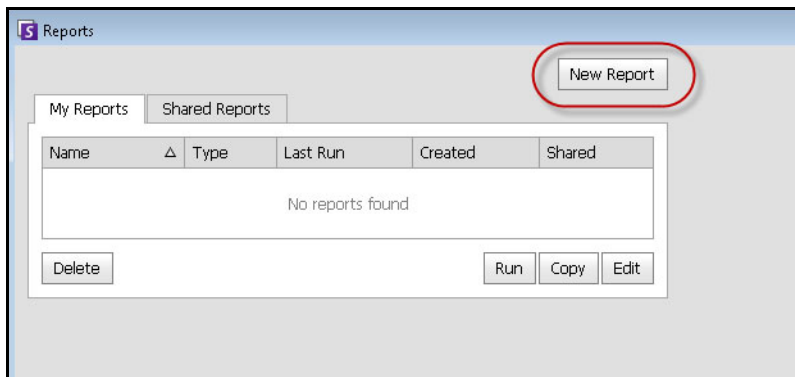 S Reports
New Report
My Reports Shared Reports
Name Type Last Run Created Shared
No reports found
Delete Run Copy Edit